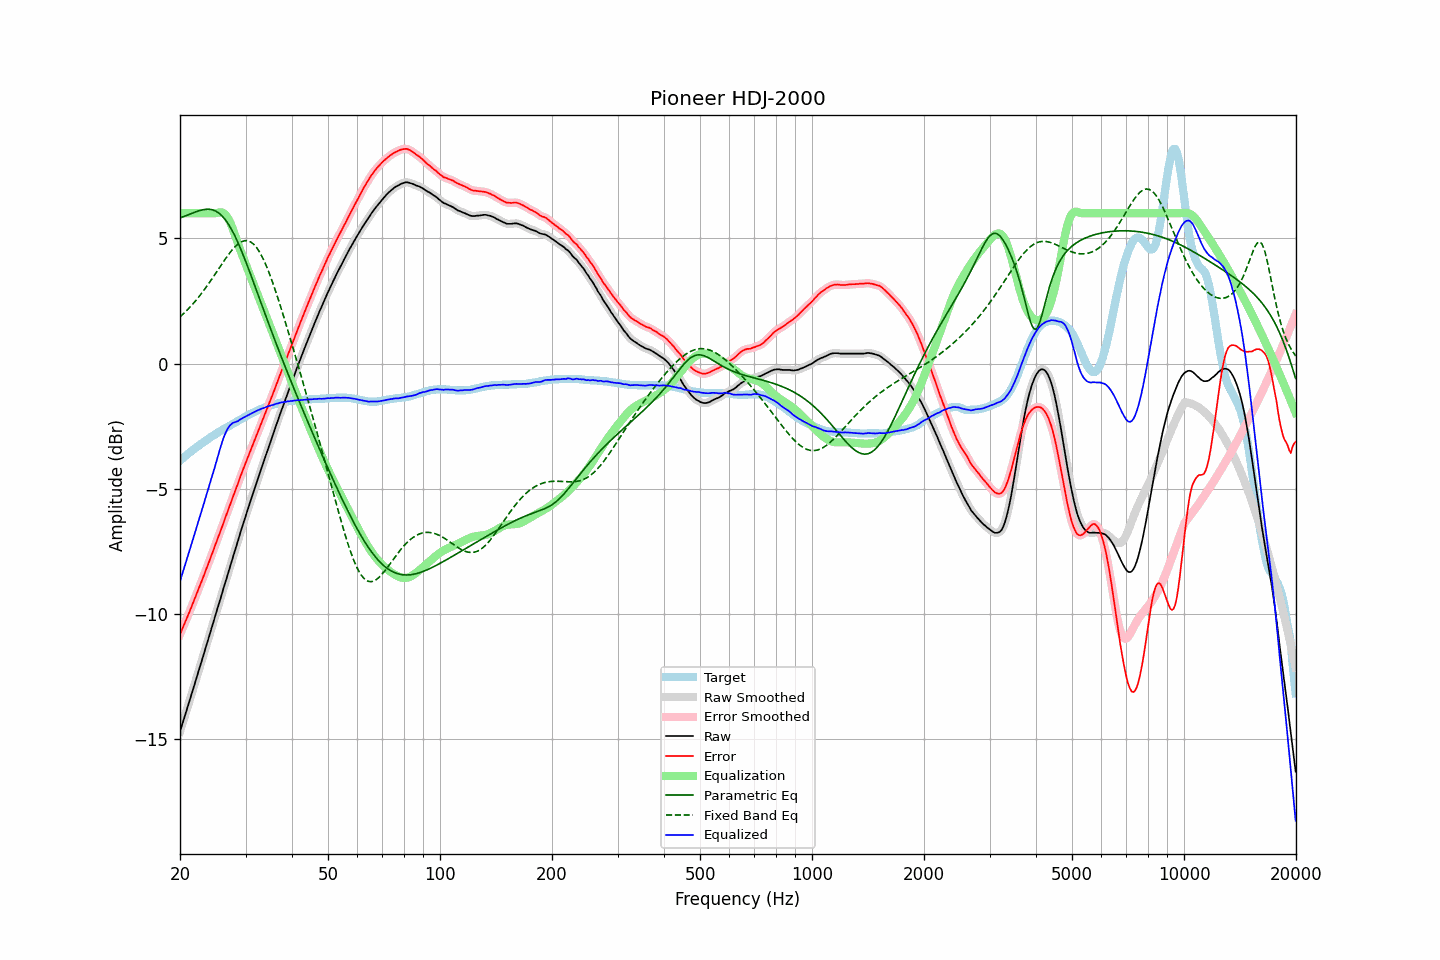 Pioneer HDJ-2000
Amplitude (dBr)
5
0
−5
−10
−15
Target
Raw Smoothed
Error Smoothed
Raw
Error
Equalization
Parametric Eq
Fixed Band Eq
Equalized
20 50 100 200 500 1000 2000 5000 10000 20000
Frequency (Hz)